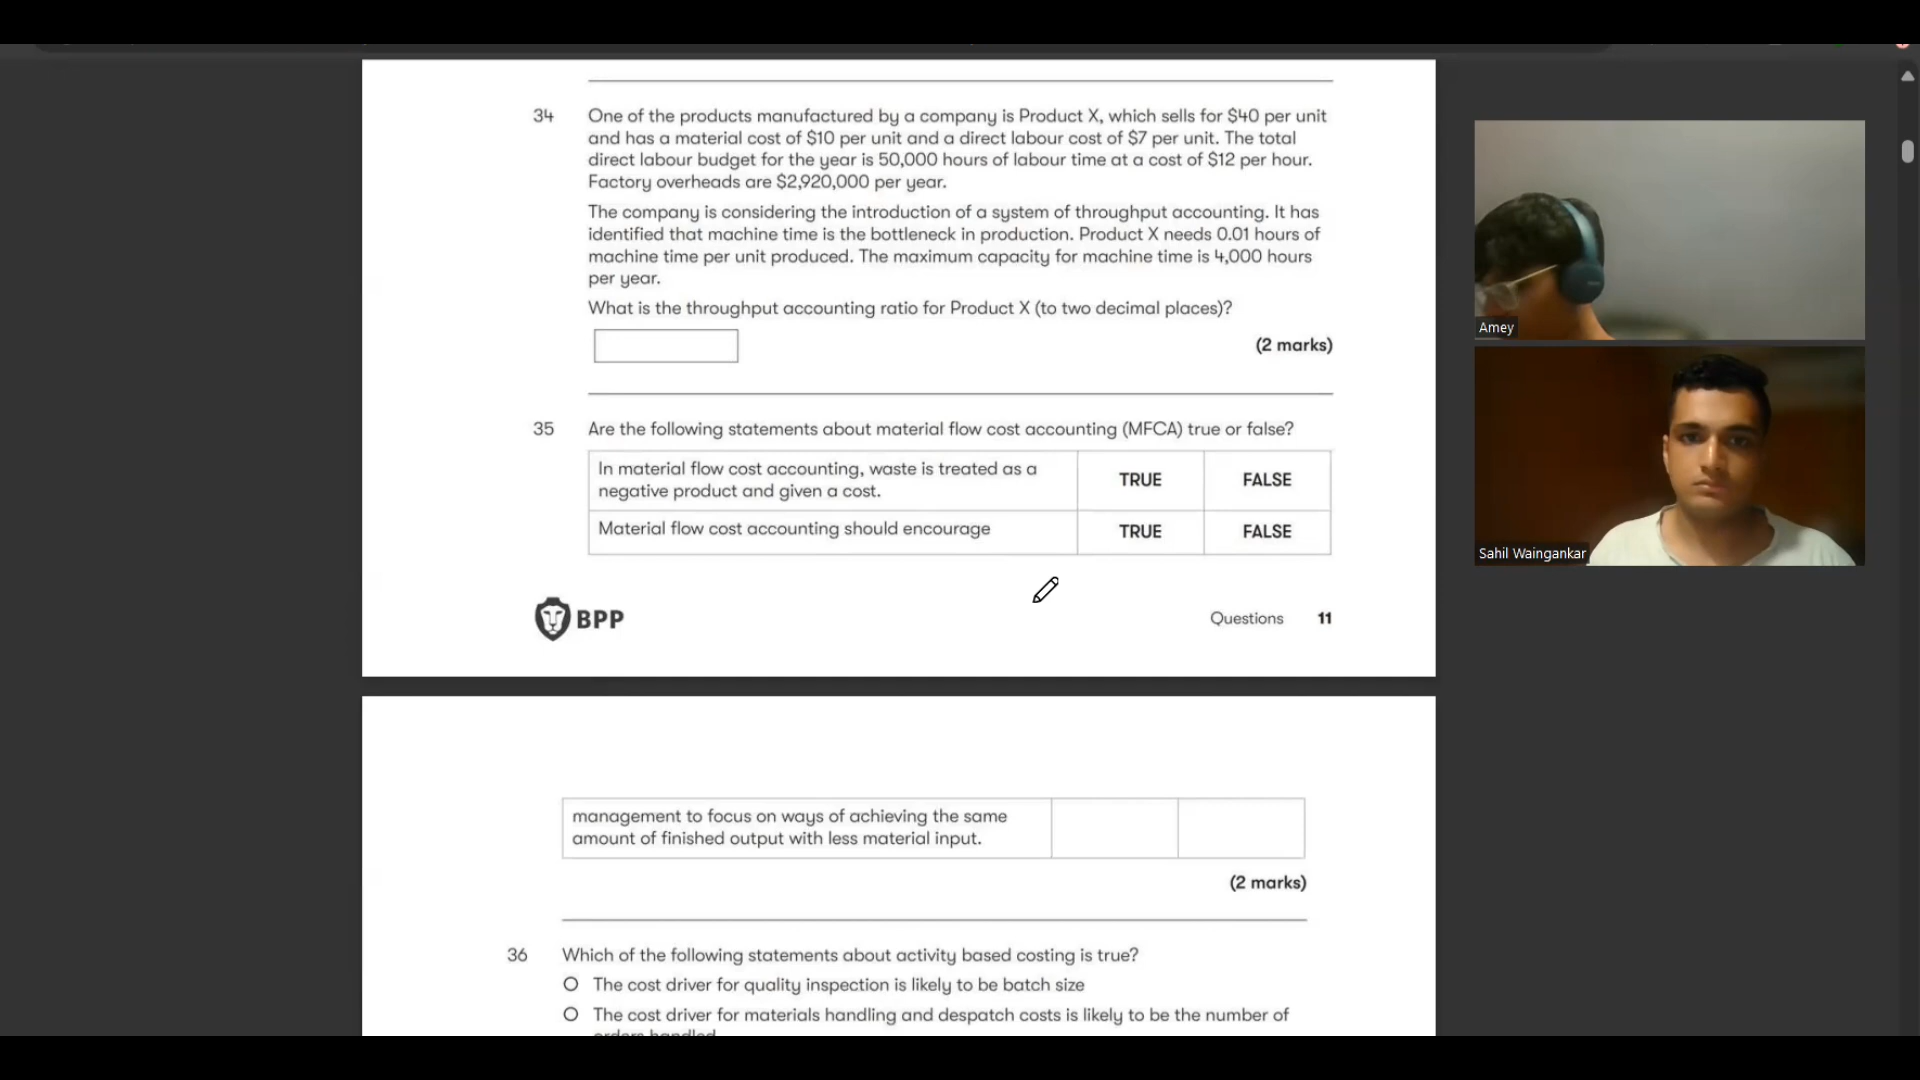 34 One of the products manufactured by a company is Product X, which sells for $40 per unit
and has a material cost of $10 per unit and a direct labour cost of $7 per unit. The total
direct labour budget for the year is 50,000 hours of labour time at a cost of $12 per hour.
Factory overheads are $2,920,000 per year.
The company is considering the introduction of a system of throughput accounting. It has
identified that machine time is the bottleneck in production. Product X needs 0.01 hours of
machine time per unit produced. The maximum capacity for machine time is 4,000 hours
per year.
What is the throughput accounting ratio for Product X (to two decimal places)?
(2 marks)
35 Are the following statements about material flow cost accounting (MFCA) true or false?
In material flow cost accounting, waste is treated as a
negative product and given a cost.
TRUE FALSE
Material flow cost accounting should encourage TRUE FALSE
BPP Questions 11
management to focus on ways of achieving the same
amount of finished output with less material input.
(2 marks)
36 Which of the following statements about activity based costing is true?
The cost driver for quality inspection is likely to be batch size
The cost driver for materials handling and despatch costs is likely to be the number of
orders handled
Amey
Sahil Waingankar